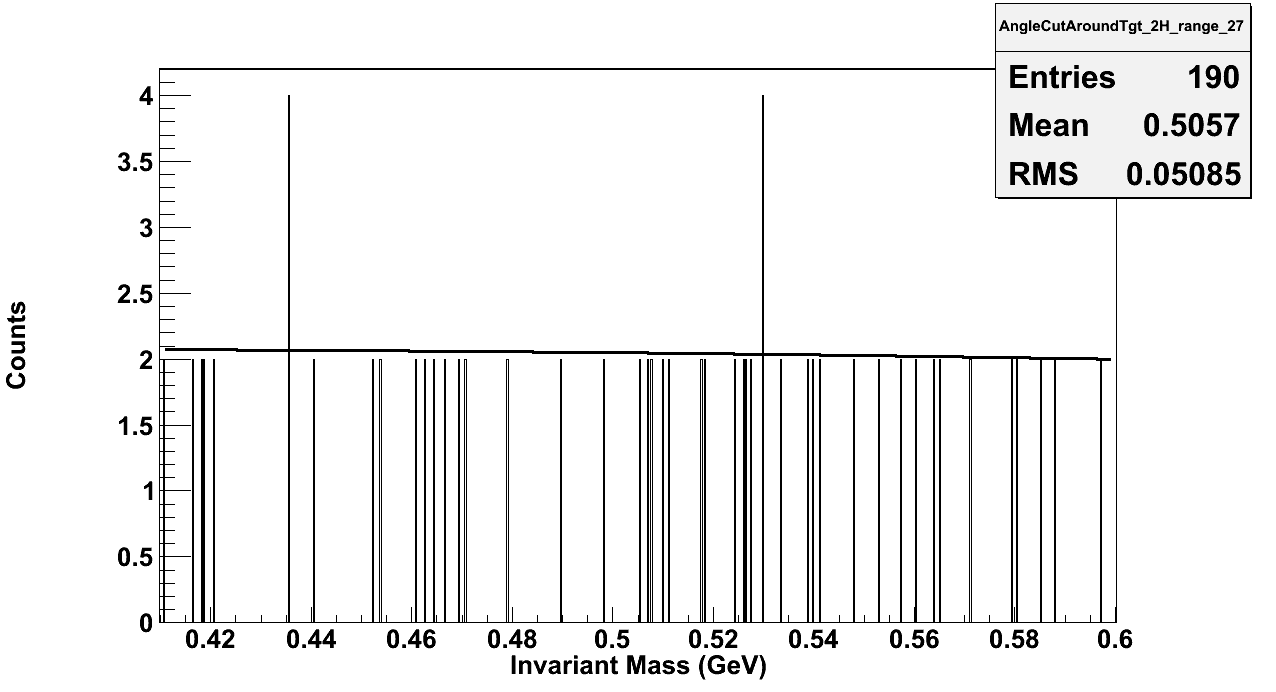 AngleCutAroundTgt_2H_range_27
Entries 190
Mean 0.5057
RMS 0.05085
Counts
4
3.5
3
2.5
2
1.5
1
0.5
0
0.42 0.44 0.46 0.48 0.5 0.52 0.54 0.56 0.58 0.6
Invariant Mass (GeV)